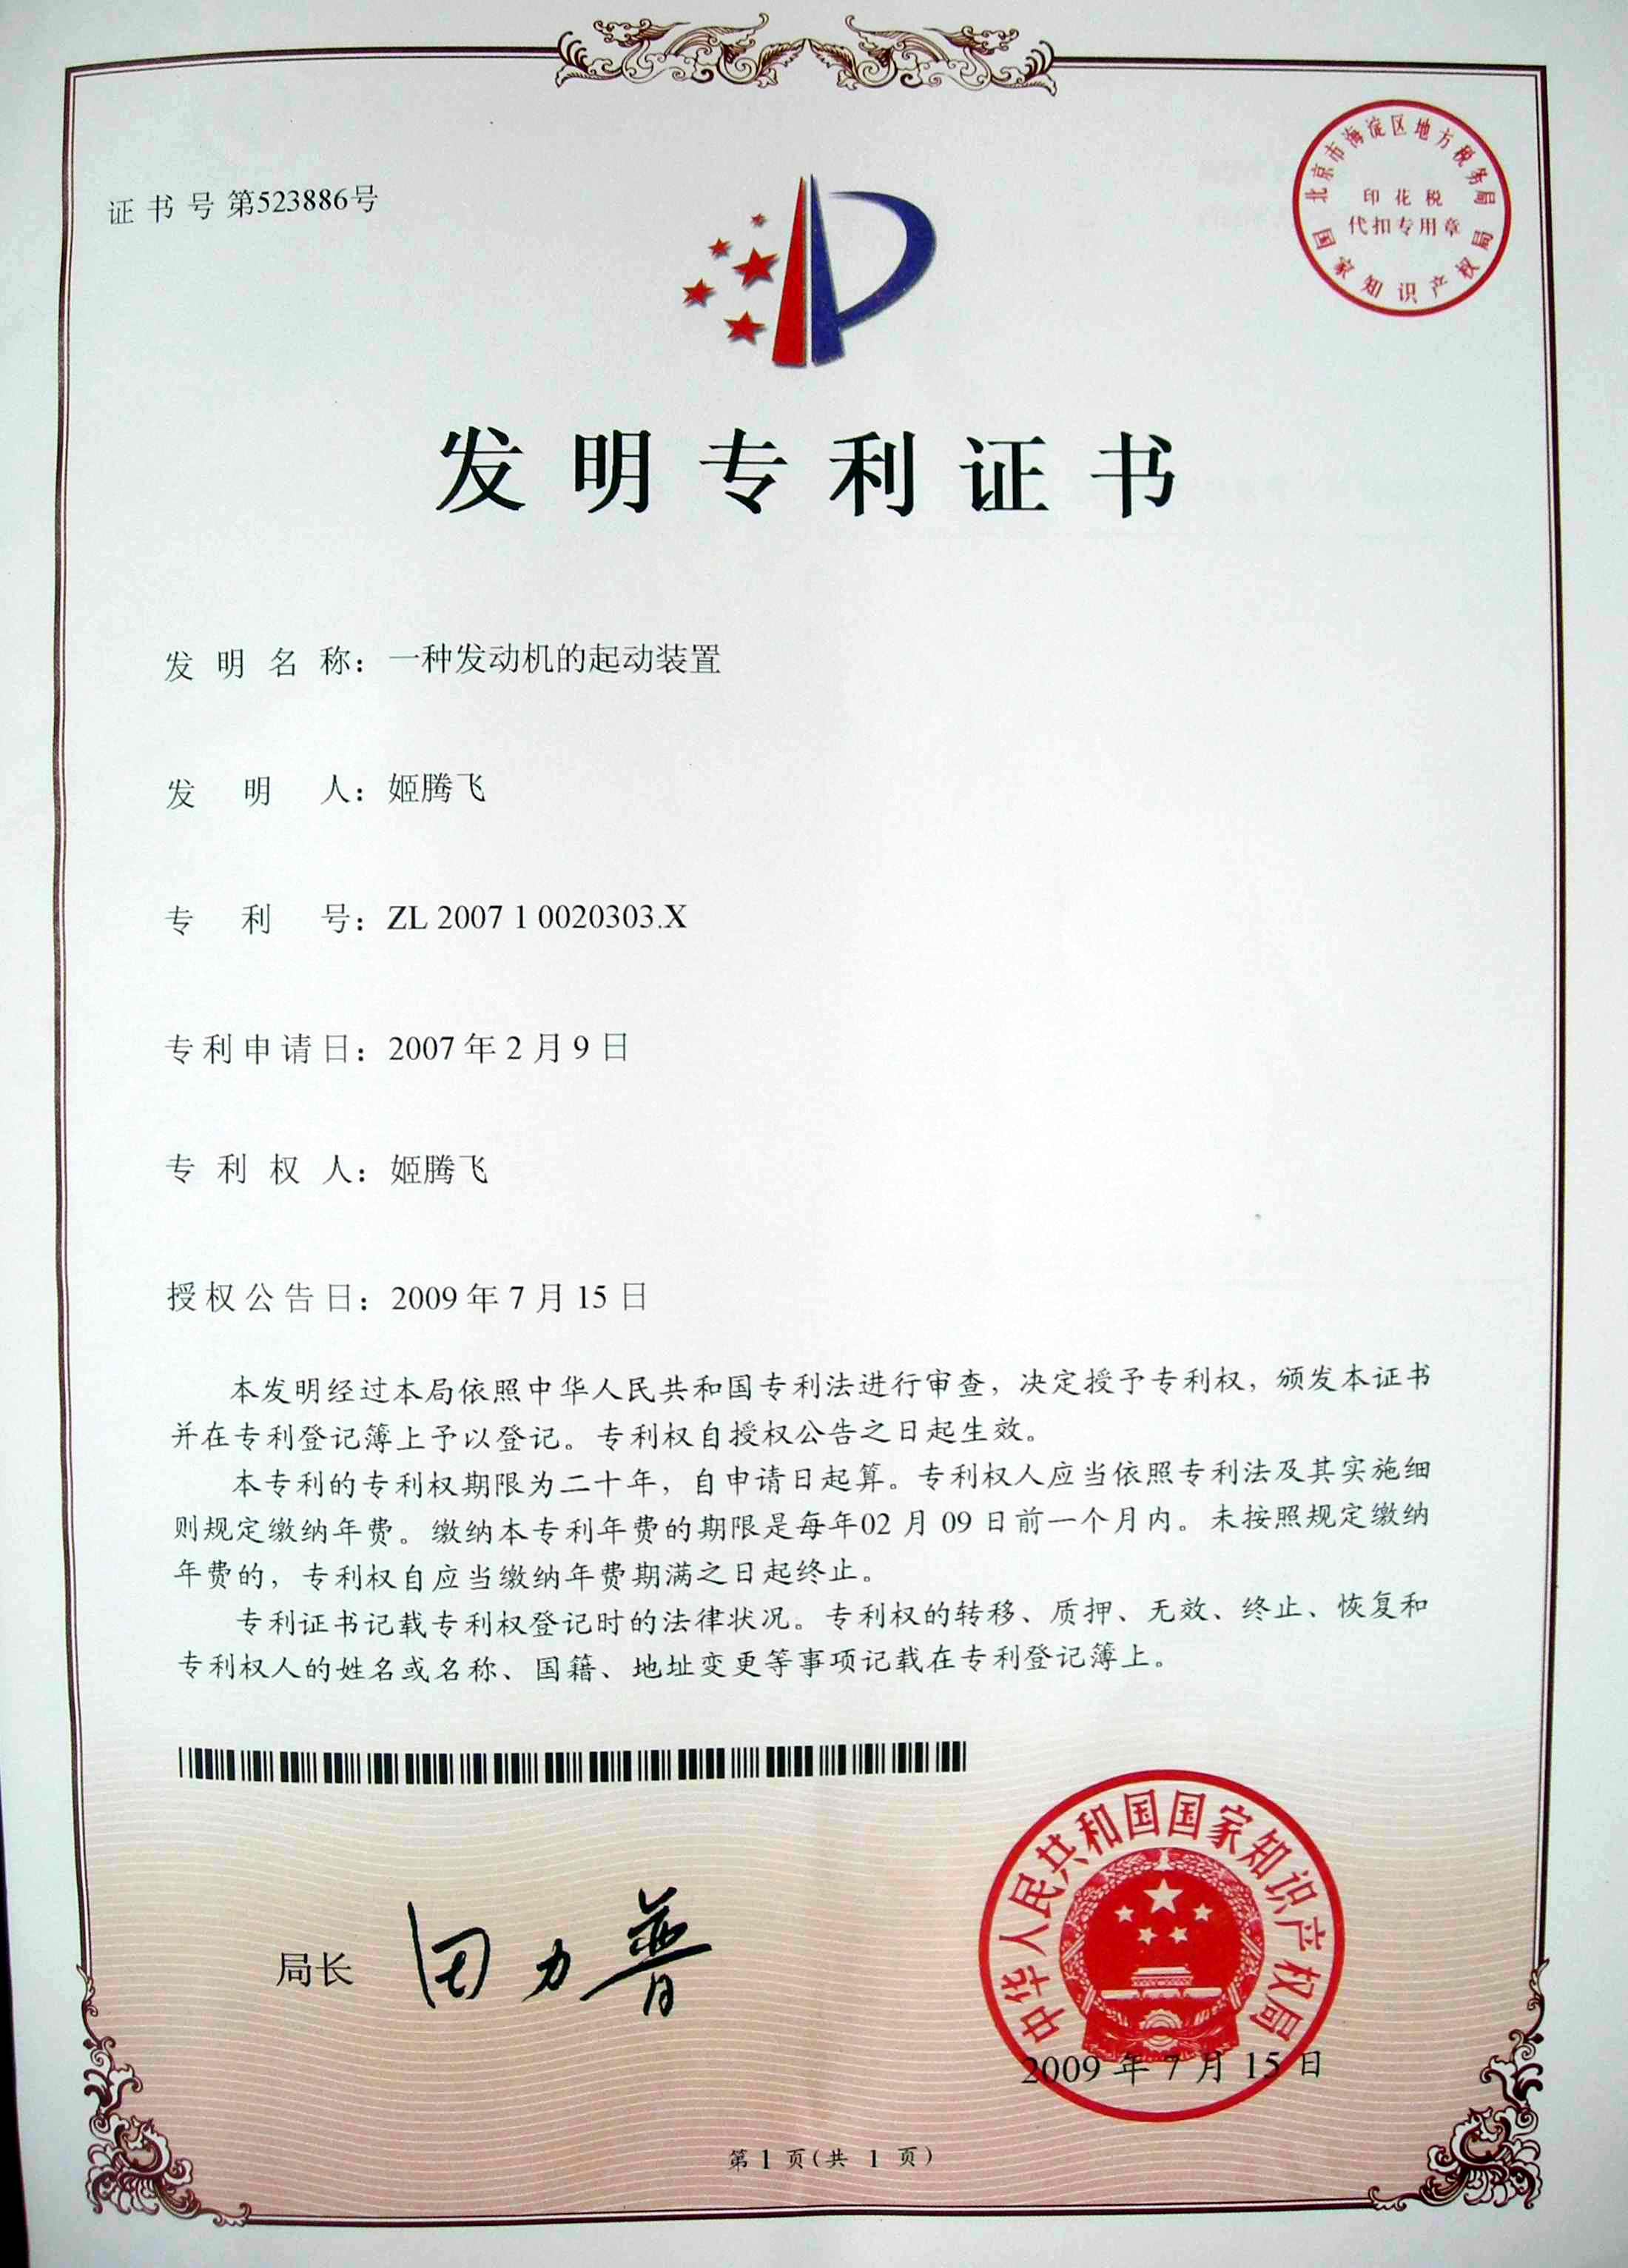 证书号第523886号
北京市海淀区地方税务局
印花税
代扣专用章
国家知识产权局
发明专利证书
发明名称：一种发动机的起动装置
发明人：姬腾飞
专利号：ZL 2007 1 0020303.X
专利申请日：2007年2月9日
专利权人：姬腾飞
授权公告日：2009年7月15日
本发明经过本局依照中华人民共和国专利法进行审查，决定授予专利权，颁发本证书
并在专利登记簿上予以登记。专利权自授权公告之日起生效。
本专利的专利权期限为二十年，自申请日起算。专利权人应当依照专利法及其实施细
则规定缴纳年费。缴纳本专利年费的期限是每年02月09日前一个月内。未按照规定缴纳
年费的，专利权自应当缴纳年费期满之日起终止。
专利证书记载专利权登记时的法律状况。专利权的转移、质押、无效、终止、恢复和
专利权人的姓名或名称、国籍、地址变更等事项记载在专利登记簿上。
局长 田力普
中华人民共和国国家知识产权局
2009年7月15日
第1页(共1页)